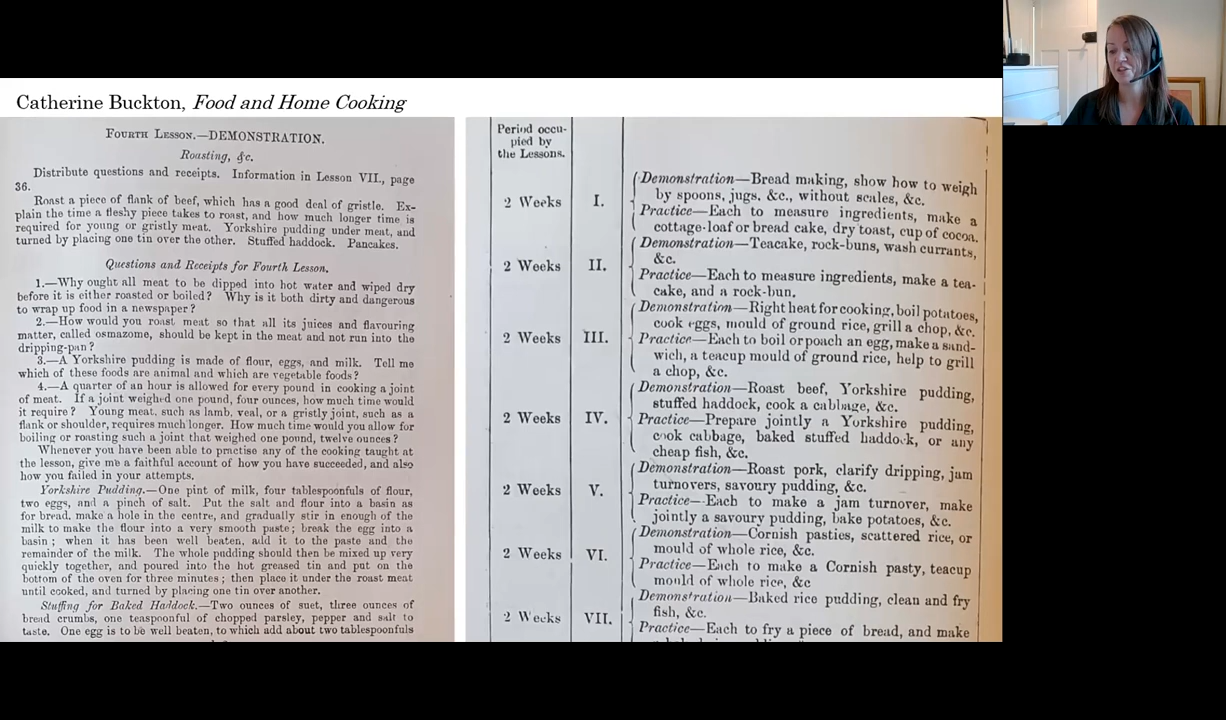 Catherine Buckton, Food and Home Cooking
FOURTH LESSON.—DEMONSTRATION.
Roasting, &c.
Distribute questions and receipts. Information in Lesson VII., page
36.
Roast a piece of flank of beef, which has a good deal of gristle. Ex-
plain the time a fleshy piece takes to roast, and how much longer time is
required for young or gristly meat. Yorkshire pudding under meat, and
turned by placing one tin over the other. Stuffed haddock. Pancakes.
Questions and Receipts for Fourth Lesson.
1.—Why ought all meat to be dipped into hot water and wiped dry
before it is either roasted or boiled? Why is it both dirty and dangerous
to wrap up food in a newspaper?
2.—How would you roast meat so that all its juices and flavouring
matter, called osmazome, should be kept in the meat and not run into the
dripping-pan?
3.—A Yorkshire pudding is made of flour, eggs, and milk. Tell me
which of these foods are animal and which are vegetable foods?
4.—A quarter of an hour is allowed for every pound in cooking a joint
of meat. If a joint weighed one pound, four ounces, how much time would
it require? Young meat, such as lamb, veal, or a gristly joint, such as a
flank or shoulder, requires much longer. How much time would you allow for
boiling or roasting such a joint that weighed one pound, twelve ounces?
Whenever you have been able to practise any of the cooking taught at
the lesson, give me a faithful account of how you have succeeded, and also
how you failed in your attempts.
Yorkshire Pudding.—One pint of milk, four tablespoonfuls of flour,
two eggs, and a pinch of salt. Put the salt and flour into a basin as
for bread, make a hole in the centre, and gradually stir in enough of the
milk to make the flour into a very smooth paste; break the egg into a
basin; when it has been well beaten, add it to the paste and the
remainder of the milk. The whole pudding should then be mixed up very
quickly together, and poured into the hot greased tin and put on the
bottom of the oven for three minutes; then place it under the roast meat
until cooked, and turned by placing one tin over another.
Stuffing for Baked Haddock.—Two ounces of suet, three ounces of
bread crumbs, one teaspoonful of chopped parsley, pepper and salt to
taste. One egg is to be well beaten, to which add about two tablespoonfuls
Period occu-
pied by
the Lessons.
2 Weeks I. Demonstration—Bread making, show how to weigh
by spoons, jugs, &c., without scales, &c.
Practice—Each to measure ingredients, make a
cottage-loaf or bread cake, dry toast, cup of cocoa.
2 Weeks II. Demonstration—Teacake, rock-buns, wash currants,
&c.
Practice—Each to measure ingredients, make a tea-
cake, and a rock-bun.
2 Weeks III. Demonstration—Right heat for cooking, boil potatoes,
cook eggs, mould of ground rice, grill a chop, &c.
Practice—Each to boil or poach an egg, make a sand-
wich, a teacup mould of ground rice, help to grill
a chop, &c.
2 Weeks IV. Demonstration—Roast beef, Yorkshire pudding,
stuffed haddock, cook a cabbage, &c.
Practice—Prepare jointly a Yorkshire pudding,
cook cabbage, baked stuffed haddock, or any
cheap fish, &c.
2 Weeks V. Demonstration—Roast pork, clarify dripping, jam
turnovers, savoury pudding, &c.
Practice—Each to make a jam turnover, make
jointly a savoury pudding, bake potatoes, &c.
2 Weeks VI. Demonstration—Cornish pasties, scattered rice, or
mould of whole rice, &c.
Practice—Each to make a Cornish pasty, teacup
mould of whole rice, &c
2 Weeks VII. Demonstration—Baked rice pudding, clean and fry
fish, &c.
Practice—Each to fry a piece of bread, and make